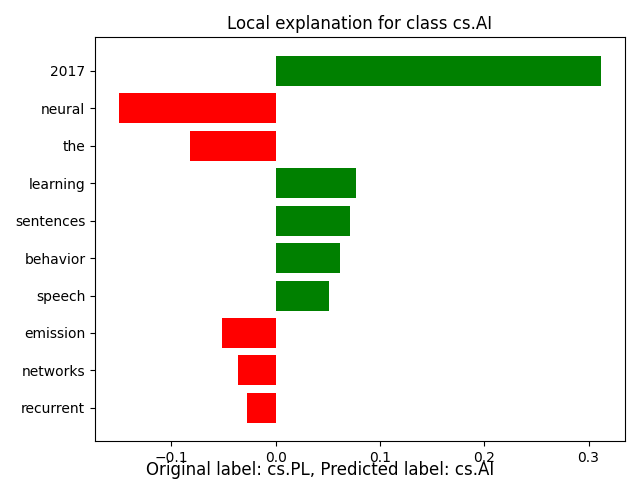 Local explanation for class cs.AI
2017
neural
the
learning
sentences
behavior
speech
emission
networks
recurrent
−0.1 0.0 0.1 0.2 0.3
Original label: cs.PL, Predicted label: cs.AI